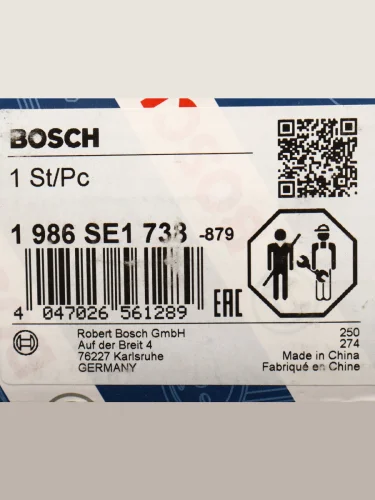 BOSCH
1 St/Pc
1 986 SE1 738 -879
4 047026 561289
EAC
Robert Bosch GmbH
Auf der Breit 4
76227 Karlsruhe
GERMANY
250
274
Made in China
Fabriqué en Chine